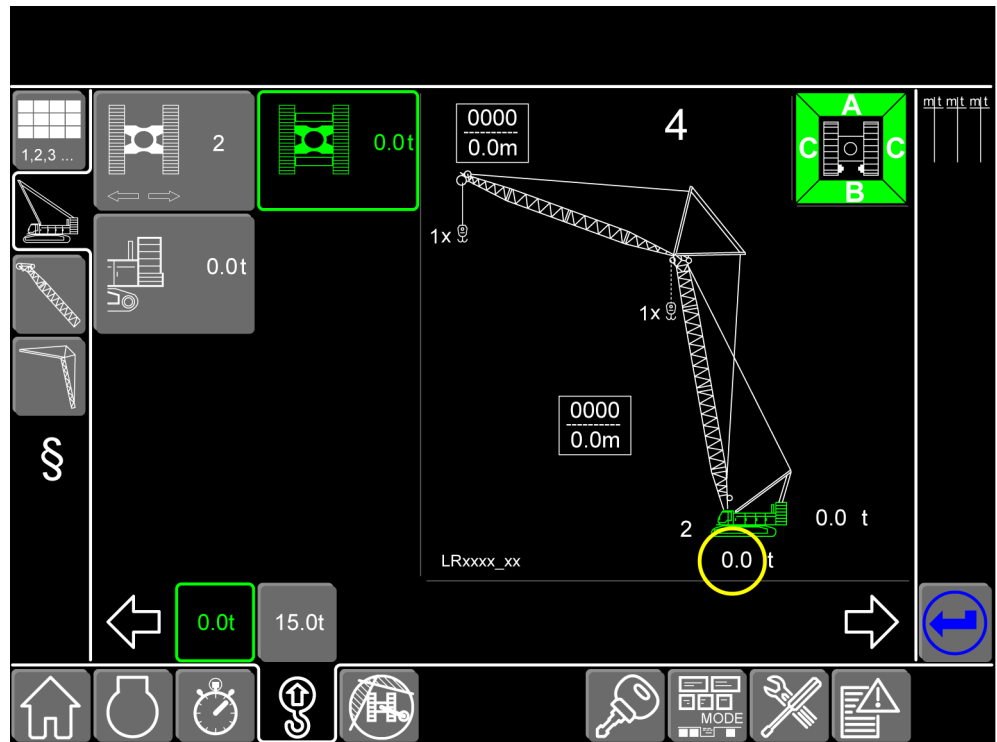 1,2,3 ...
§
2
0.0t
0.0t
0000
0.0m
4
A
C
C
B
m|t m|t m|t
1x
1x
0000
0.0m
2
0.0 t
LRxxxx_xx
0.0 t
0.0t
15.0t
MODE